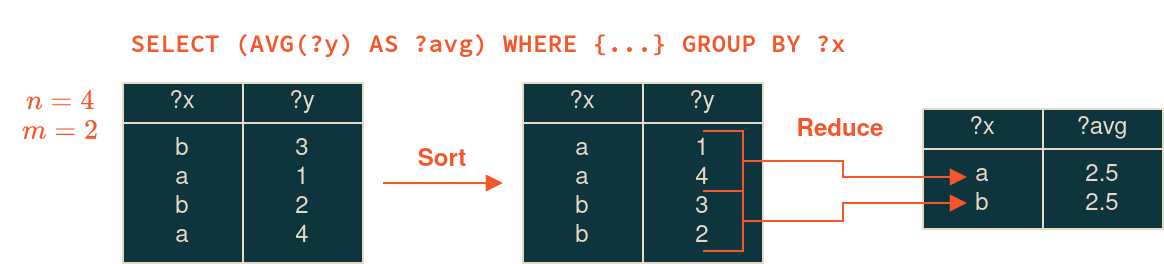 SELECT (AVG(?y) AS ?avg) WHERE {...} GROUP BY ?x
n = 4
m = 2
?x ?y
b 3
a 1
b 2
a 4
Sort
?x ?y
a 1
a 4
b 3
b 2
Reduce
?x ?avg
a 2.5
b 2.5